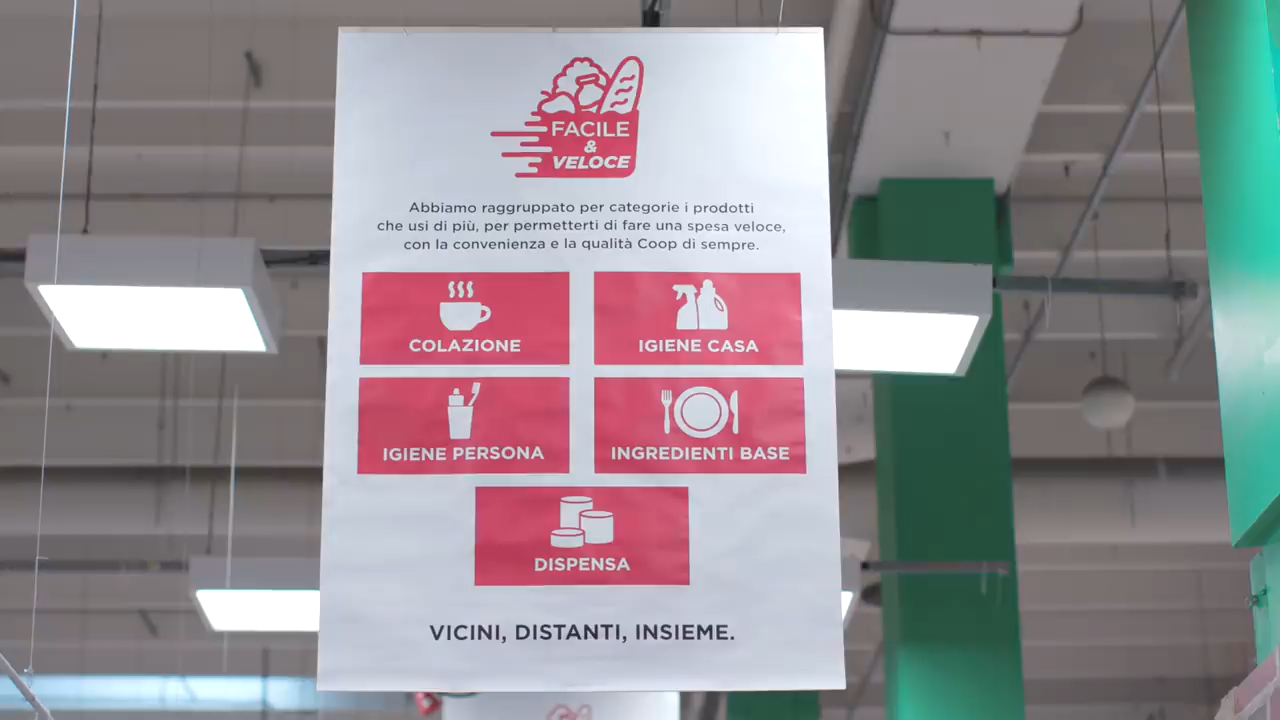 FACILE
&
VELOCE
Abbiamo raggruppato per categorie i prodotti
che usi di più, per permetterti di fare una spesa veloce,
con la convenienza e la qualità Coop di sempre.
COLAZIONE
IGIENE CASA
IGIENE PERSONA
INGREDIENTI BASE
DISPENSA
VICINI, DISTANTI, INSIEME.